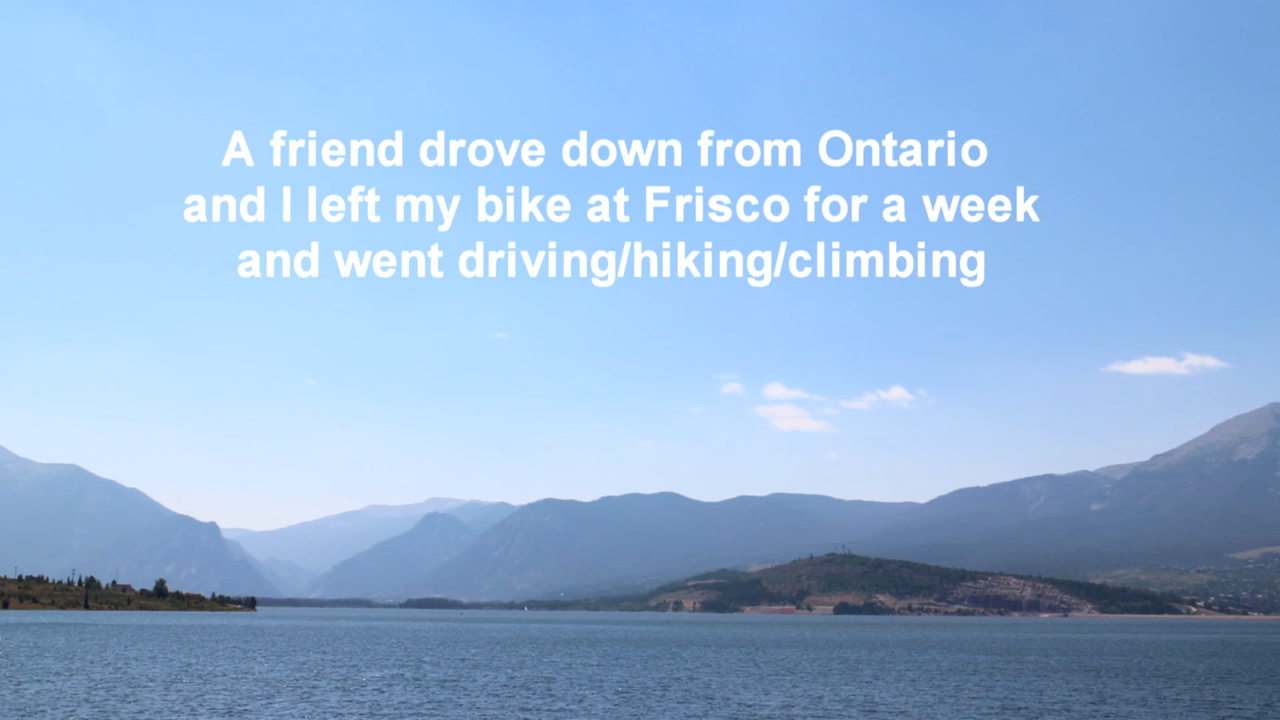 A friend drove down from Ontario
and I left my bike at Frisco for a week
and went driving/hiking/climbing